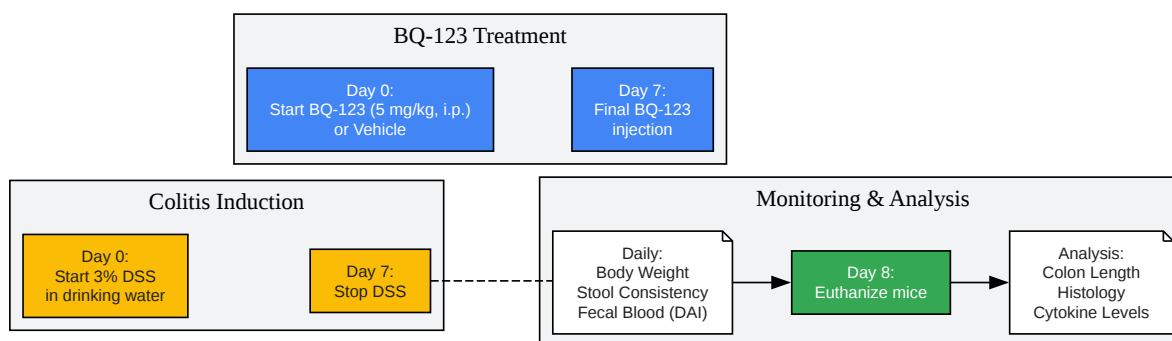 BQ-123 Treatment
Day 0:
Start BQ-123 (5 mg/kg, i.p.)
or Vehicle
Day 7:
Final BQ-123
injection
Colitis Induction
Day 0:
Start 3% DSS
in drinking water
Day 7:
Stop DSS
Monitoring & Analysis
Daily:
Body Weight
Stool Consistency
Fecal Blood (DAI)
Day 8:
Euthanize mice
Analysis:
Colon Length
Histology
Cytokine Levels